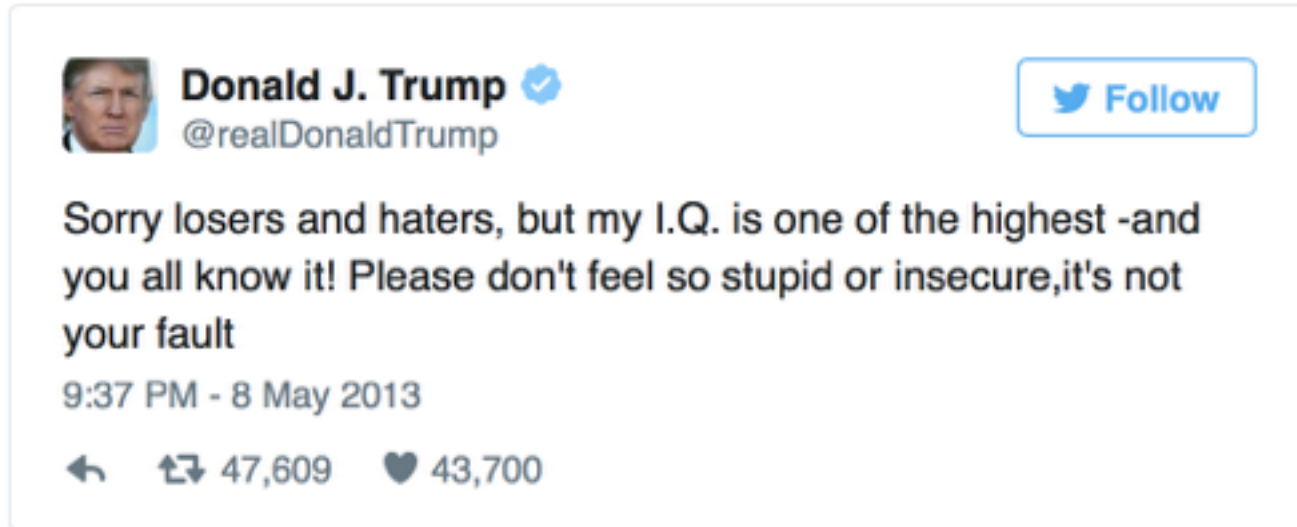 Donald J. Trump
@realDonaldTrump
Follow
Sorry losers and haters, but my I.Q. is one of the highest -and
you all know it! Please don't feel so stupid or insecure,it's not
your fault
9:37 PM - 8 May 2013
47,609 43,700